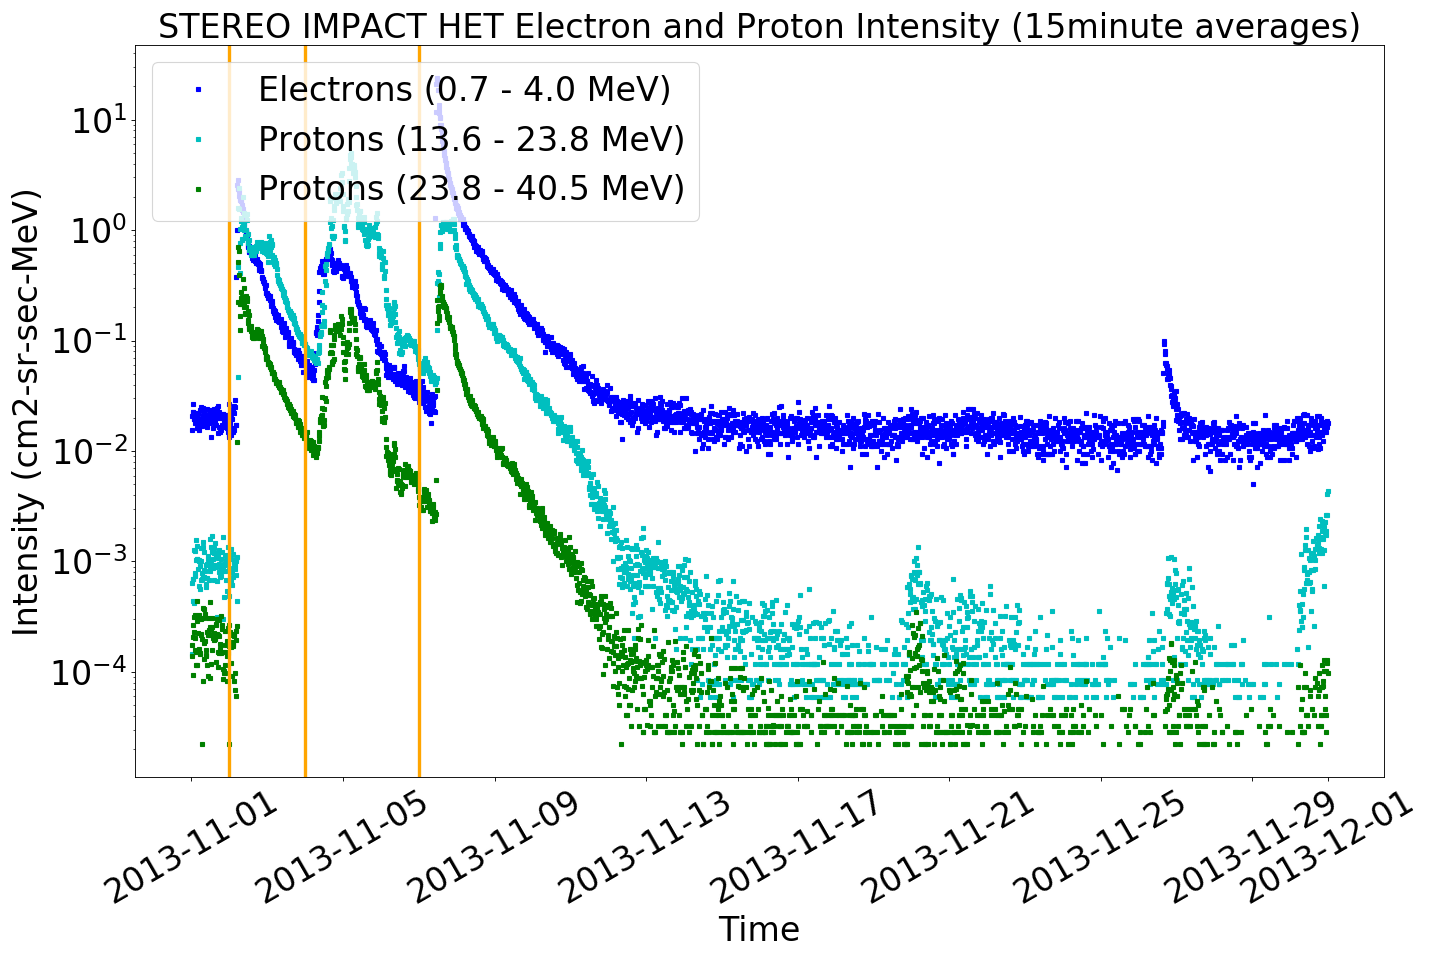 STEREO IMPACT HET Electron and Proton Intensity (15minute averages)
Electrons (0.7 - 4.0 MeV)
Protons (13.6 - 23.8 MeV)
Protons (23.8 - 40.5 MeV)
Intensity (cm2-sr-sec-MeV)
10¹
10⁰
10⁻¹
10⁻²
10⁻³
10⁻⁴
2013-11-01
2013-11-05
2013-11-09
2013-11-13
2013-11-17
2013-11-21
2013-11-25
2013-11-29
2013-12-01
Time